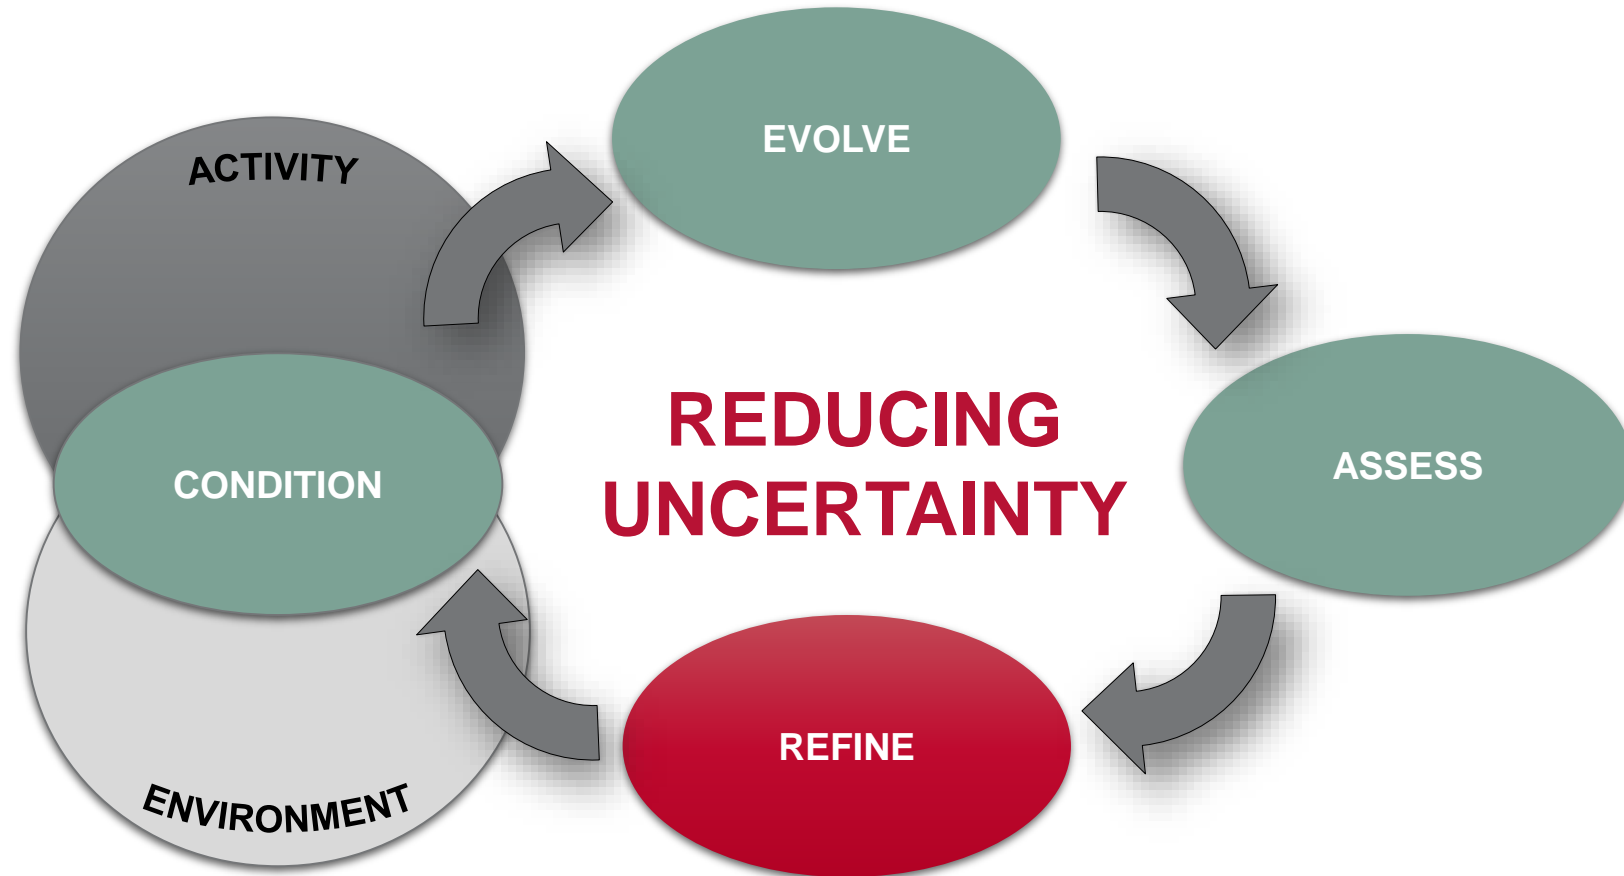 EVOLVE
ACTIVITY
REDUCING
UNCERTAINTY
ASSESS
CONDITION
REFINE
ENVIRONMENT